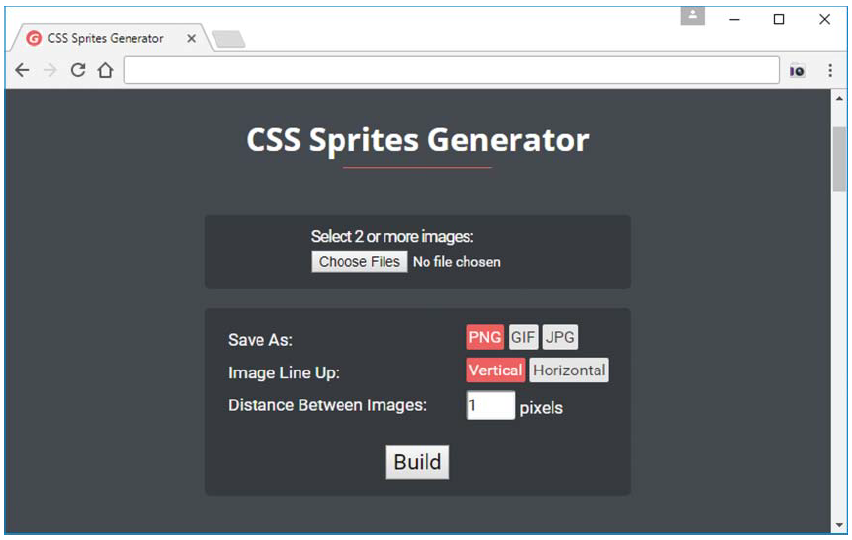 CSS Sprites Generator
CSS Sprites Generator
Select 2 or more images:
Choose Files No file chosen
Save As: PNG GIF JPG
Image Line Up: Vertical Horizontal
Distance Between Images: 1 pixels
Build